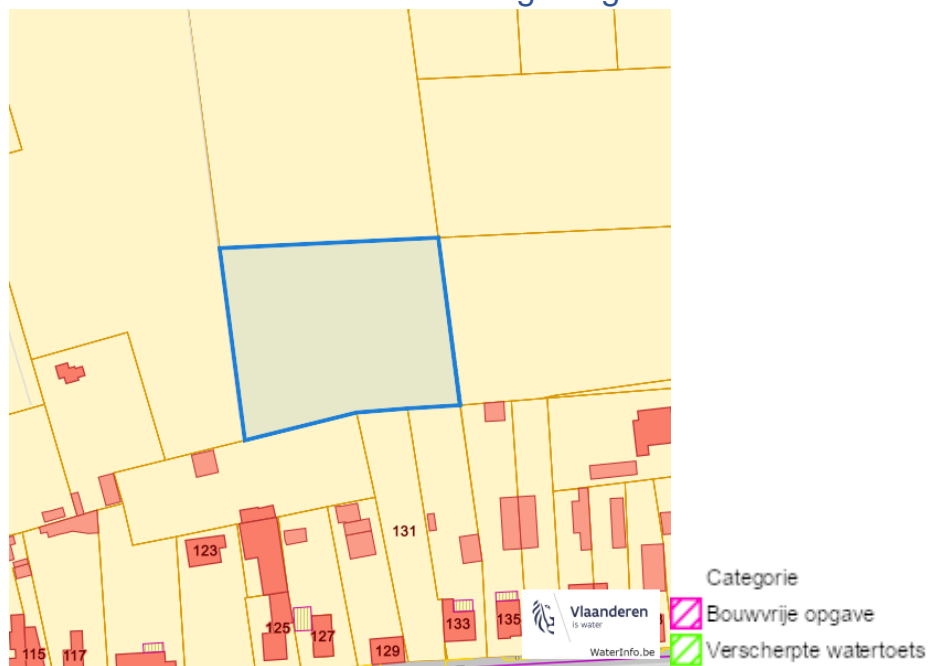 131
123
125
127
129
133
135
115
117
Vlaanderen
is water
WaterInfo.be
Categorie
Bouwvrije opgave
Verscherpte watertoets